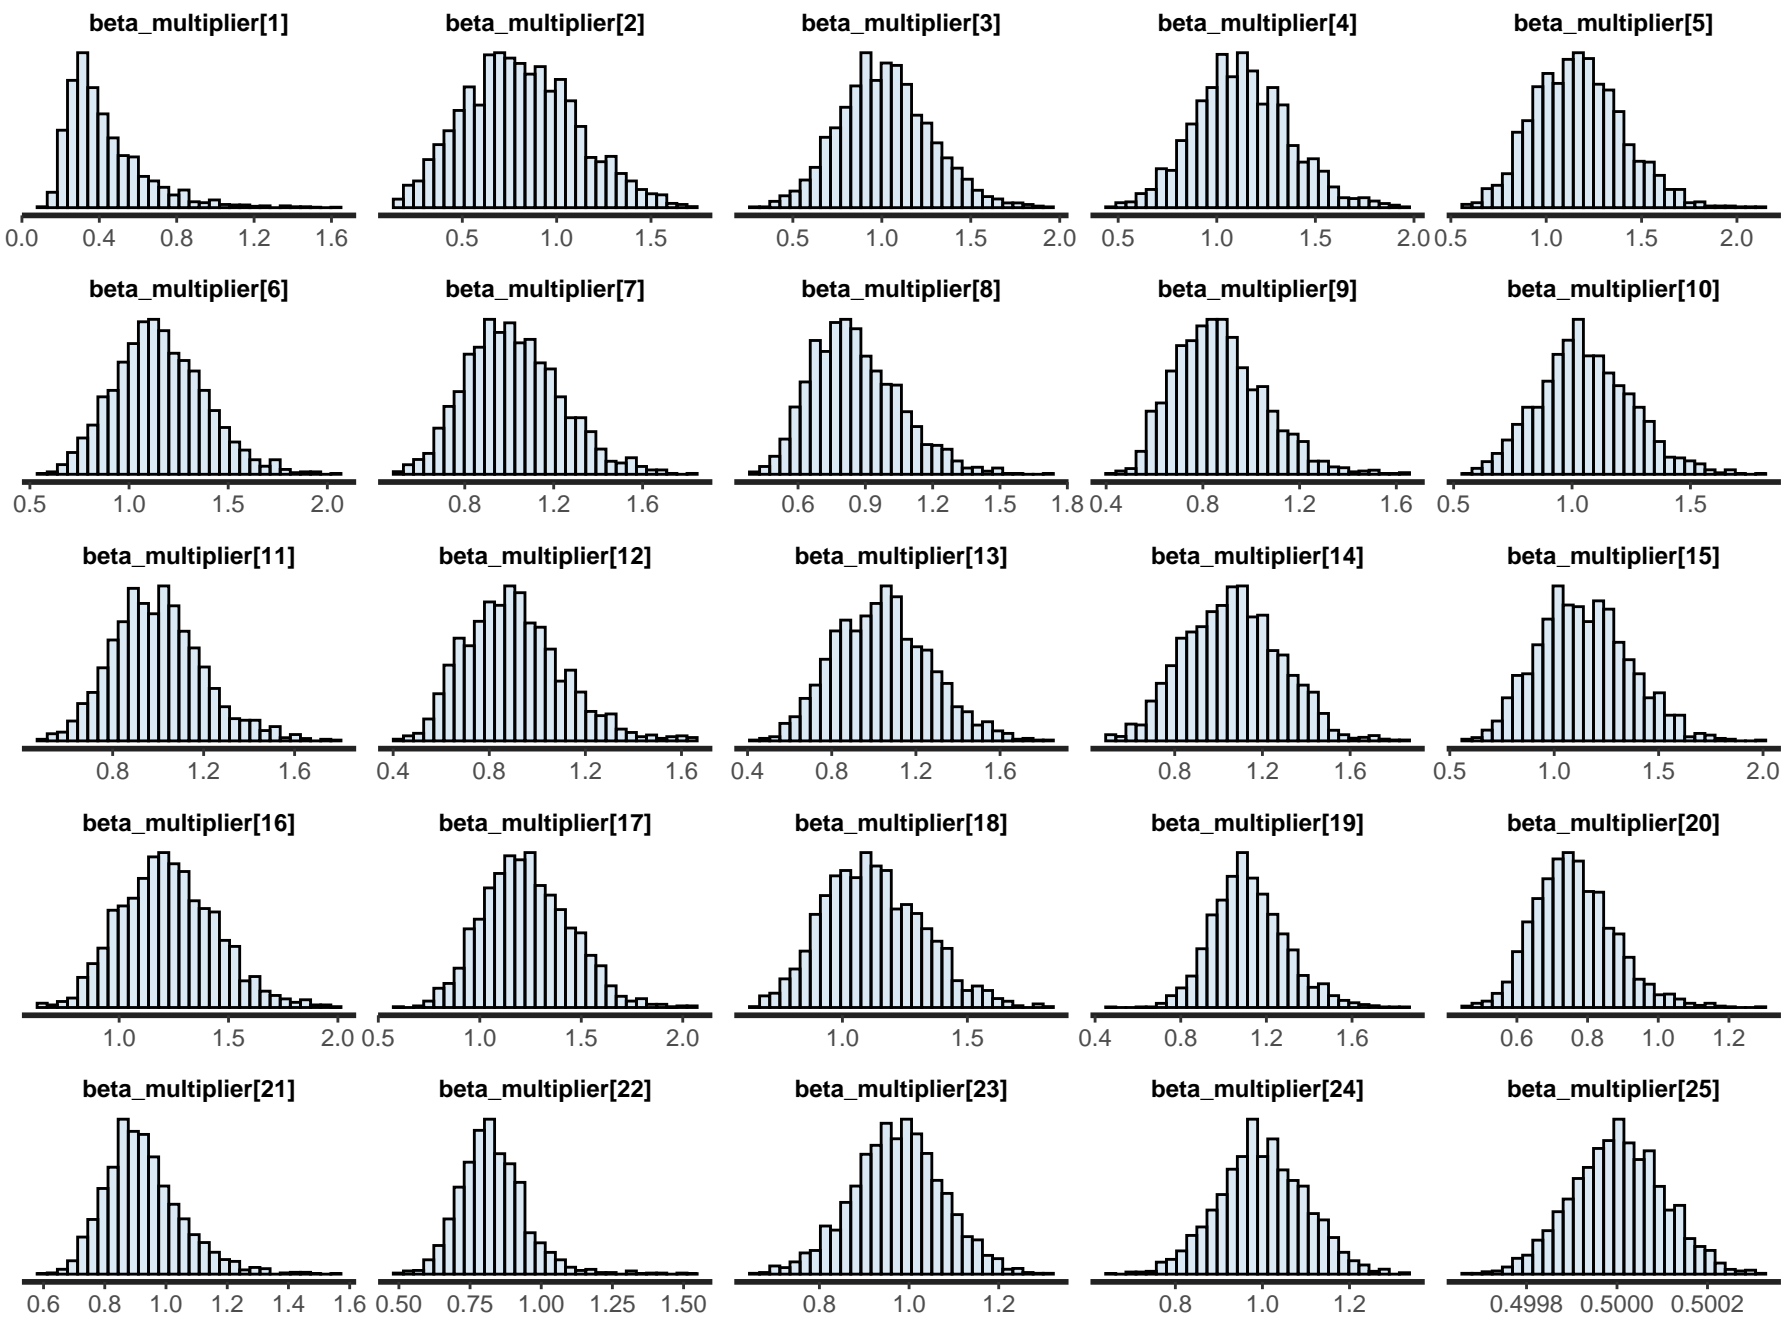 beta_multiplier[1] beta_multiplier[2] beta_multiplier[3] beta_multiplier[4] beta_multiplier[5]
0.0 0.4 0.8 1.2 1.6 0.5 1.0 1.5 0.5 1.0 1.5 2.0 0.5 1.0 1.5 2.0 0.5 1.0 1.5 2.0
beta_multiplier[6] beta_multiplier[7] beta_multiplier[8] beta_multiplier[9] beta_multiplier[10]
0.5 1.0 1.5 2.0 0.8 1.2 1.6 0.6 0.9 1.2 1.5 1.8 0.4 0.8 1.2 1.6 0.5 1.0 1.5
beta_multiplier[11] beta_multiplier[12] beta_multiplier[13] beta_multiplier[14] beta_multiplier[15]
0.8 1.2 1.6 0.4 0.8 1.2 1.6 0.4 0.8 1.2 1.6 0.8 1.2 1.6 0.5 1.0 1.5 2.0
beta_multiplier[16] beta_multiplier[17] beta_multiplier[18] beta_multiplier[19] beta_multiplier[20]
1.0 1.5 2.0 0.5 1.0 1.5 2.0 1.0 1.5 0.4 0.8 1.2 1.6 0.6 0.8 1.0 1.2
beta_multiplier[21] beta_multiplier[22] beta_multiplier[23] beta_multiplier[24] beta_multiplier[25]
0.6 0.8 1.0 1.2 1.4 1.6 0.50 0.75 1.00 1.25 1.50 0.8 1.0 1.2 0.8 1.0 1.2 0.4998 0.5000 0.5002